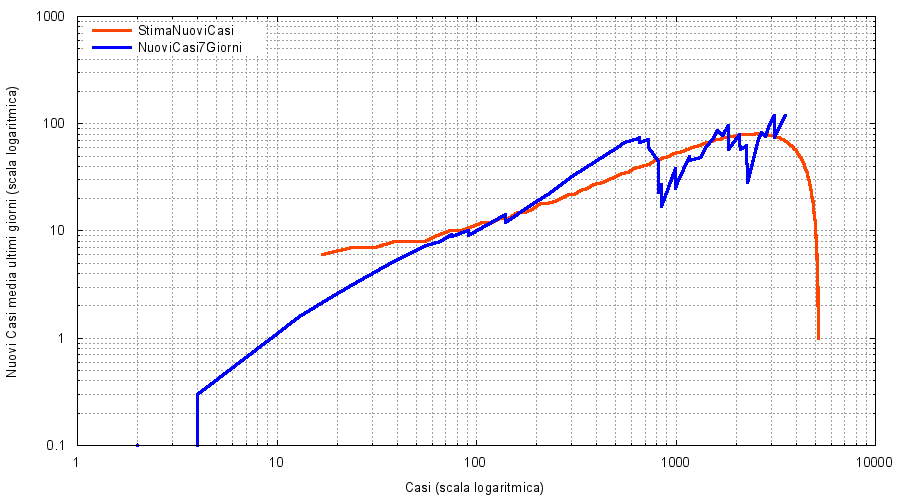 1000
StimaNuoviCasi
NuoviCasi7Giorni
100
10
1
0.1
Nuovi Casi media ultimi giorni (scala logaritmica)
1 10 100 1000 10000
Casi (scala logaritmica)